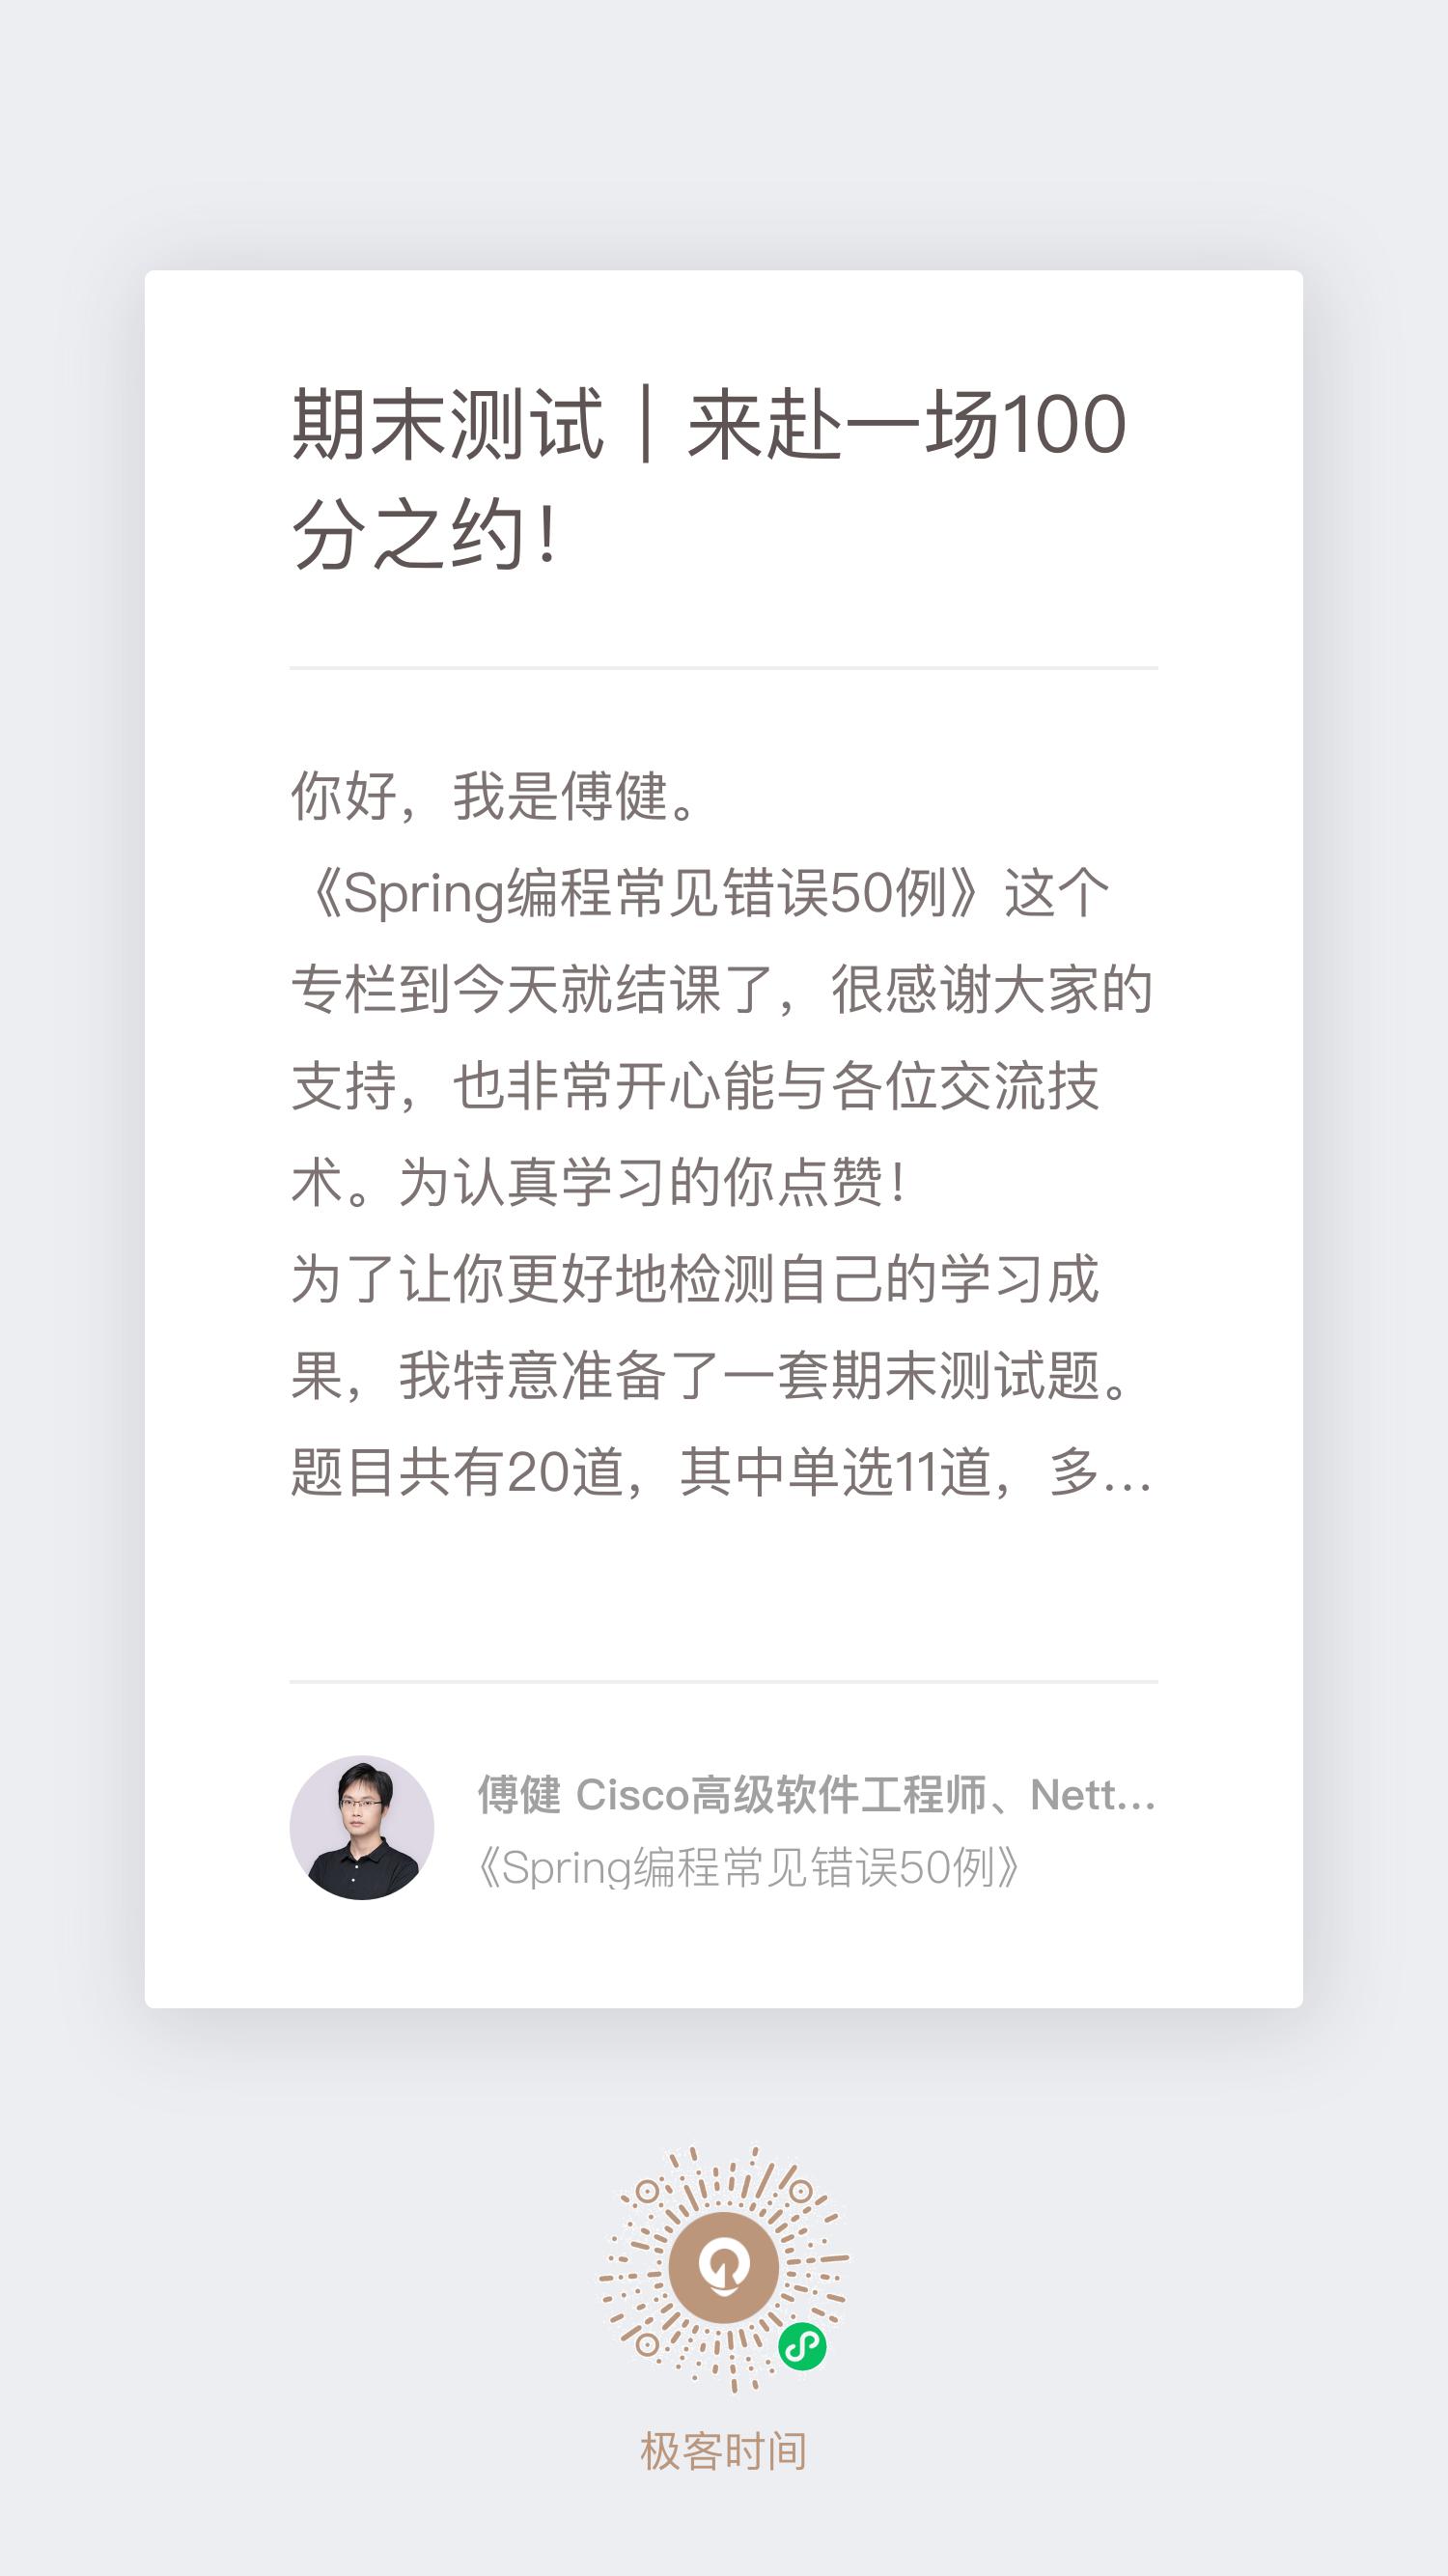 期末测试｜来赴一场100
分之约！
你好，我是傅健。
《Spring编程常见错误50例》这个
专栏到今天就结课了，很感谢大家的
支持，也非常开心能与各位交流技
术。为认真学习的你点赞！
为了让你更好地检测自己的学习成
果，我特意准备了一套期末测试题。
题目共有20道，其中单选11道，多...
傅健 Cisco高级软件工程师、Nett...
《Spring编程常见错误50例》
极客时间